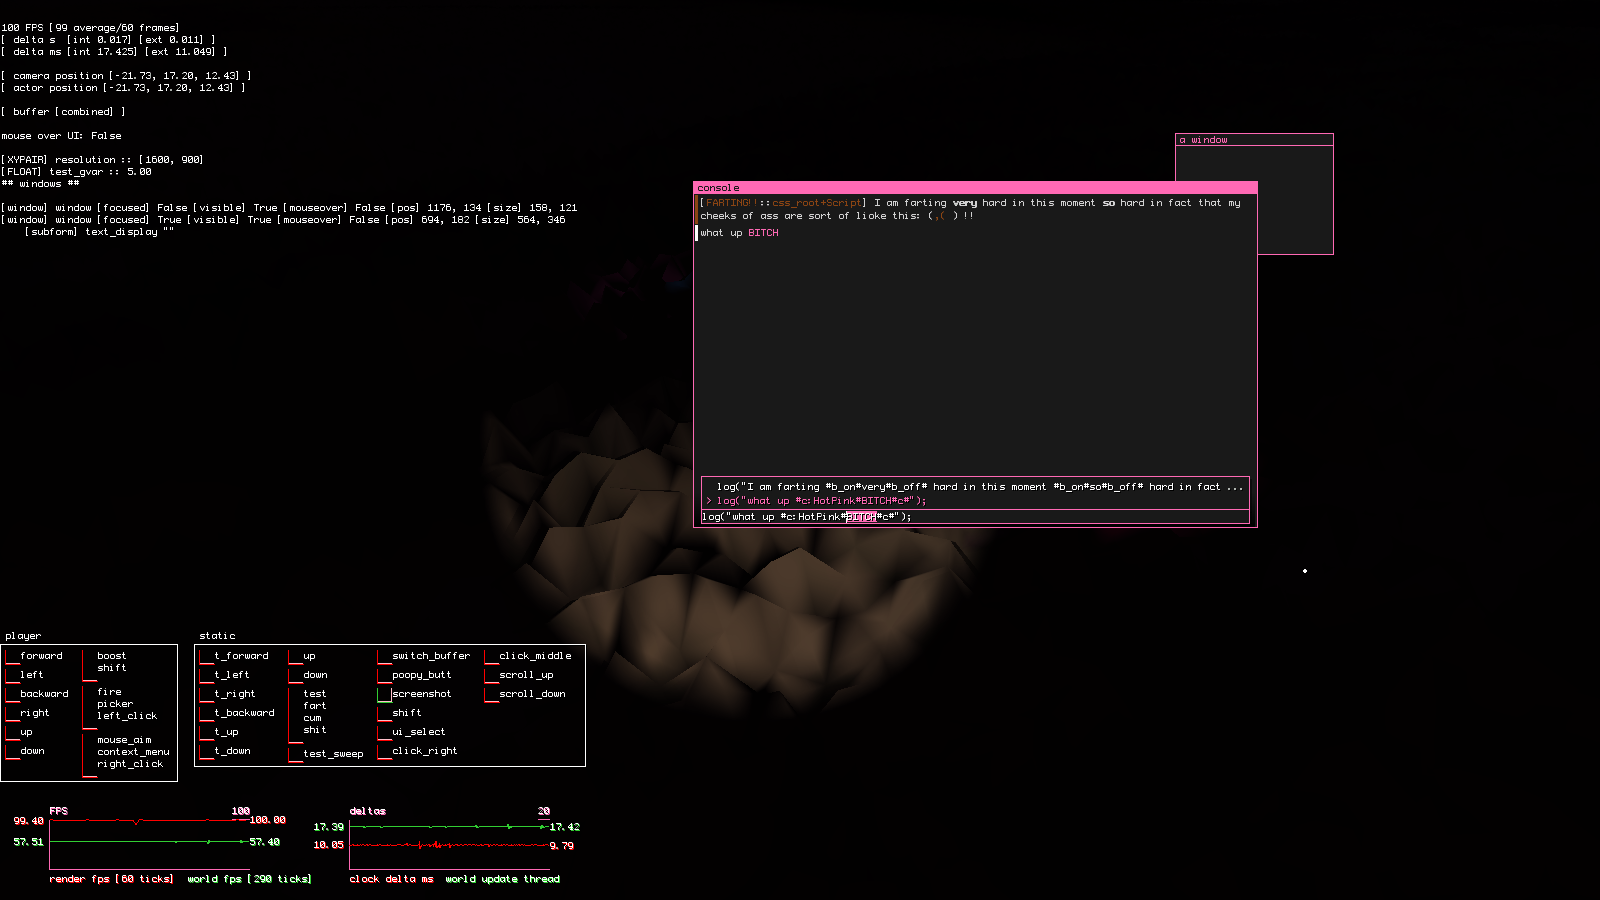 100 FPS [99 average/60 frames]
[ delta s  [int 0.017] [ext 0.011] ]
[ delta ms [int 17.425] [ext 11.049] ]
[ camera position [-21.73, 17.20, 12.43] ]
[ actor position [-21.73, 17.20, 12.43] ]
[ buffer [combined] ]
mouse over UI: False
[XYPAIR] resolution :: [1600, 900]
[FLOAT] test_gvar :: 5.00
## windows ##
[window] window [focused] False [visible] True [mouseover] False [pos] 1176, 134 [size] 158, 121
[window] window [focused] True [visible] True [mouseover] False [pos] 694, 182 [size] 564, 346
[subform] text_display ""
a window
console
[FARTING!!::css_root+Script] I am farting very hard in this moment so hard in fact that my
cheeks of ass are sort of lioke this: (,( ) !!
what up BITCH
log("I am farting #b_on#very#b_off# hard in this moment #b_on#so#b_off# hard in fact ...
> log("what up #c:HotPink#BITCH#c#");
log("what up #c:HotPink#BITCH#c#");
player
forward
left
backward
right
up
down
boost
shift
fire
picker
left_click
mouse_aim
context_menu
right_click
static
t_forward
t_left
t_right
t_backward
t_up
t_down
up
down
test
fart
cum
shit
test_sweep
switch_buffer
poopy_butt
screenshot
shift
ui_select
click_right
click_middle
scroll_up
scroll_down
FPS 100
99.40 100.00
57.51 57.40
render fps [60 ticks] world fps [290 ticks]
deltas 20
17.39 17.42
10.05 9.79
clock delta ms world update thread